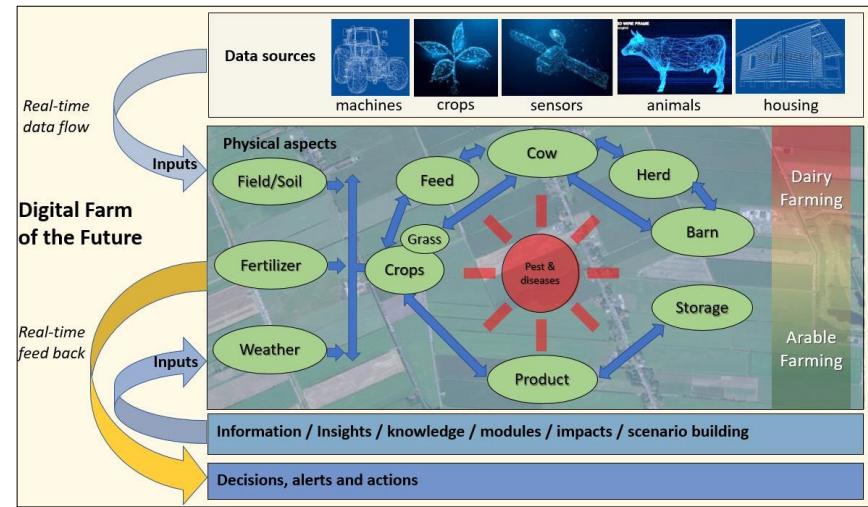 Data sources
machines
crops
sensors
animals
housing
Real-time
data flow
Inputs
Physical aspects
Field/Soil
Feed
Cow
Herd
Dairy
Farming
Digital Farm
of the Future
Grass
Barn
Fertilizer
Crops
Pest &
diseases
Storage
Real-time
feed back
Inputs
Weather
Product
Arable
Farming
Information / Insights / knowledge / modules / impacts / scenario building
Decisions, alerts and actions